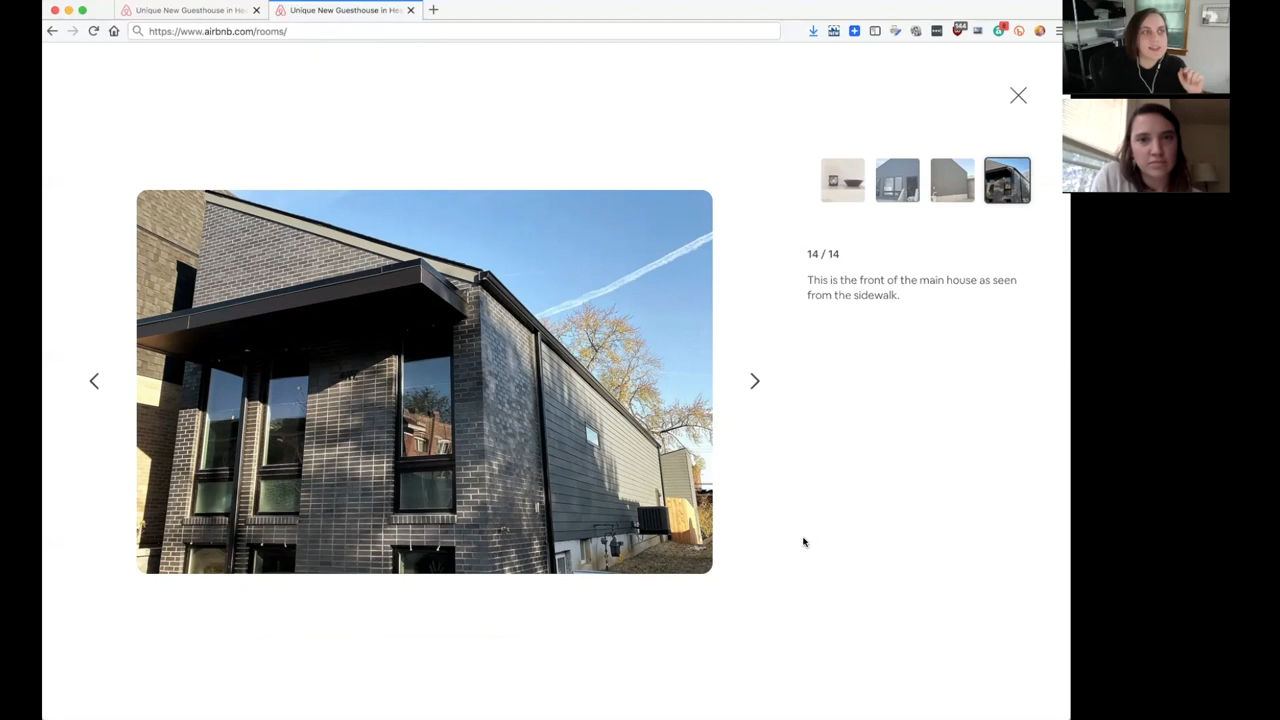 Unique New Guesthouse in He
Unique New Guesthouse in He
https://www.airbnb.com/rooms/
14 / 14
This is the front of the main house as seen
from the sidewalk.